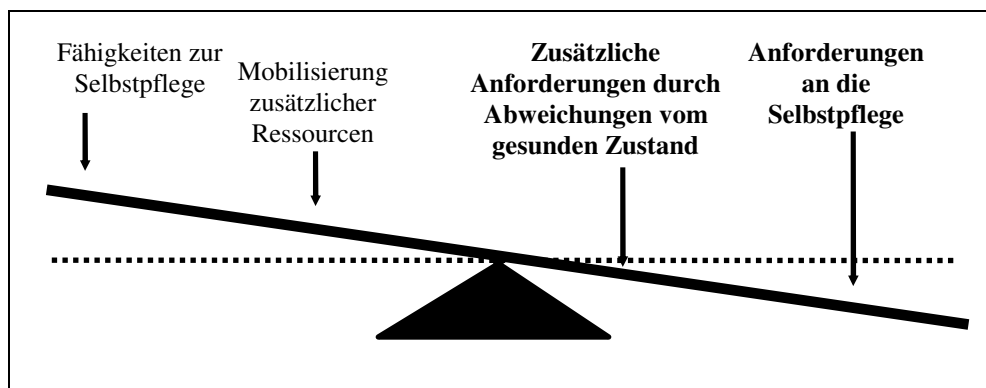 Fähigkeiten zur
Selbstpflege
Mobilisierung
zusätzlicher
Ressourcen
Zusätzliche
Anforderungen durch
Abweichungen vom
gesunden Zustand
Anforderungen
an die
Selbstpflege